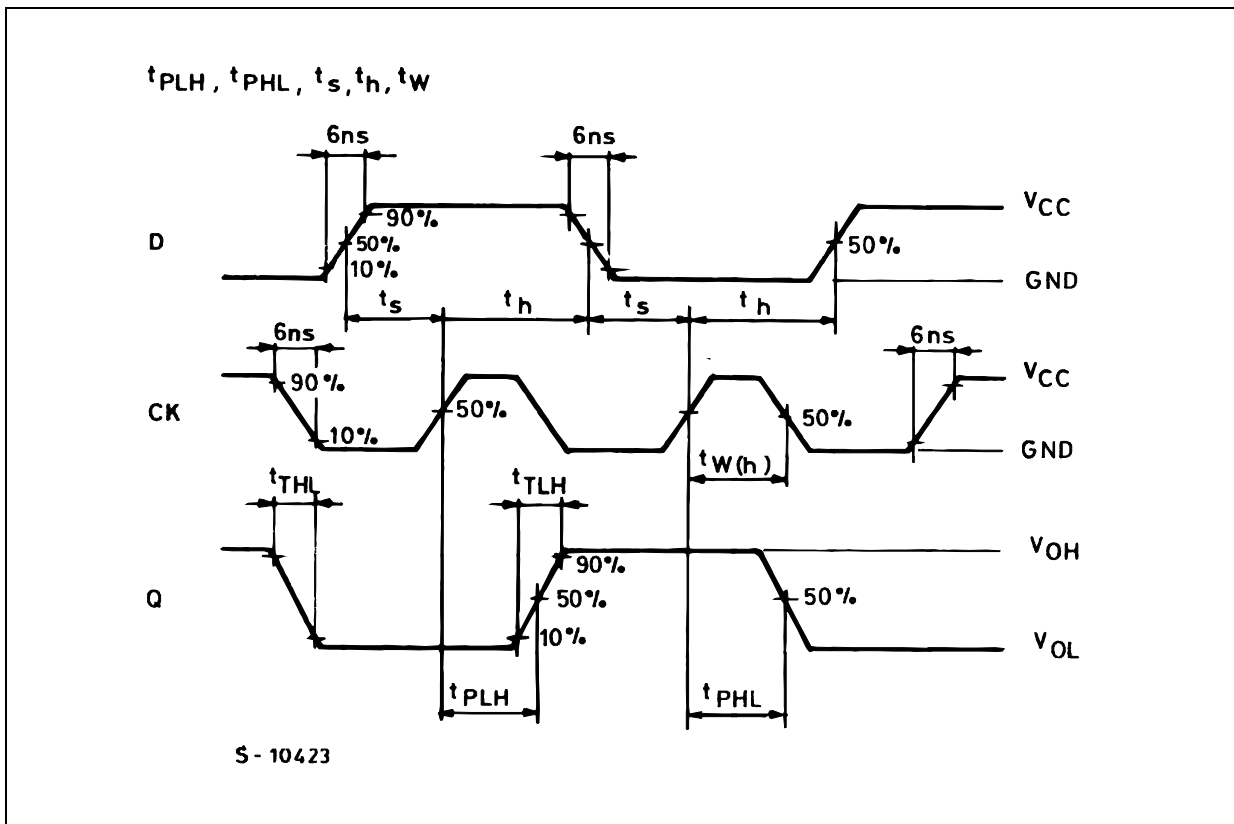 tPLH, tPHL, ts, th, tW
6ns
6ns
D
90%
50%
10%
50%
VCC
GND
ts
th
ts
th
6ns
6ns
CK
90%
10%
50%
50%
VCC
GND
tW(h)
tTHL
tTLH
Q
90%
50%
10%
50%
VOH
VOL
tPLH
tPHL
S-10423